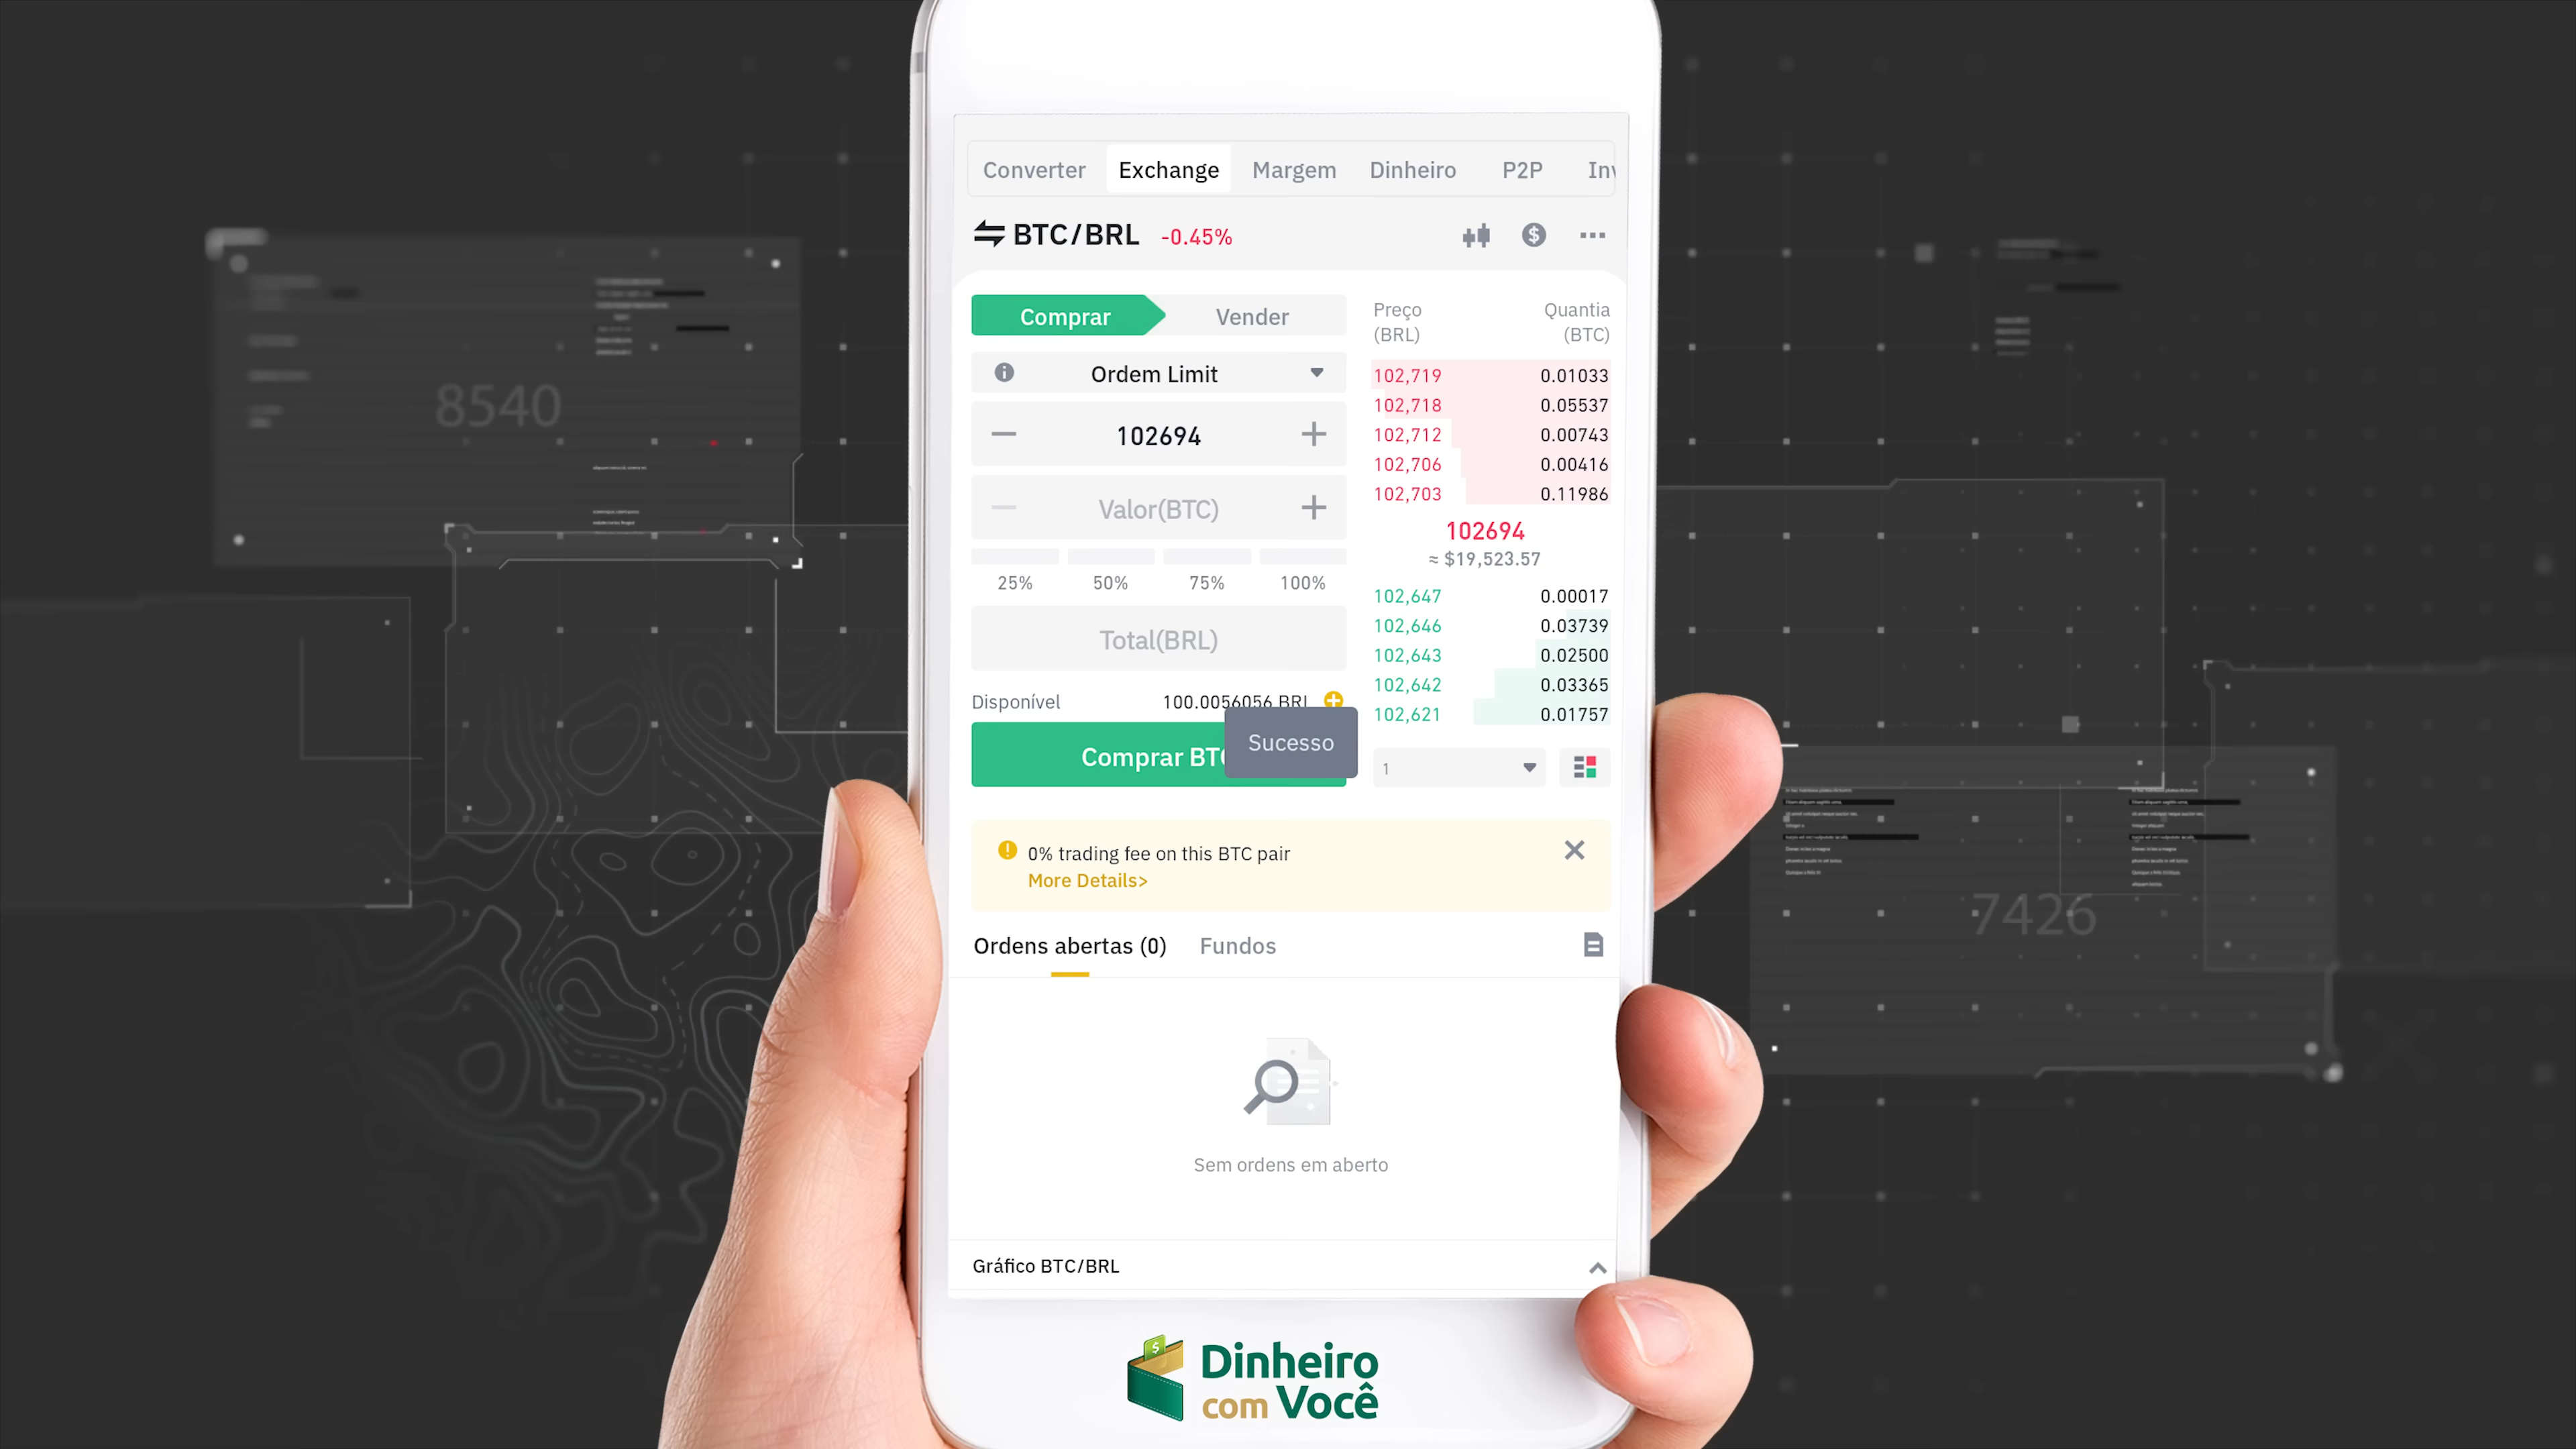 8540
Converter Exchange Margem Dinheiro P2P
BTC/BRL -0.45%
Comprar Vender
Ordem Limit
102694
Valor(BTC)
25% 50% 75% 100%
Total(BRL)
Disponível 100.0056056 BRL
Comprar BTC
Sucesso
Preço Quantia
(BRL) (BTC)
102,719 0.01033
102,718 0.05537
102,712 0.00743
102,706 0.00416
102,703 0.11986
102694
≈ $19,523.57
102,647 0.00017
102,646 0.03739
102,643 0.02500
102,642 0.03365
102,621 0.01757
1
0% trading fee on this BTC pair
More Details>
Ordens abertas (0) Fundos
Sem ordens em aberto
Gráfico BTC/BRL
Dinheiro
com Você
7426